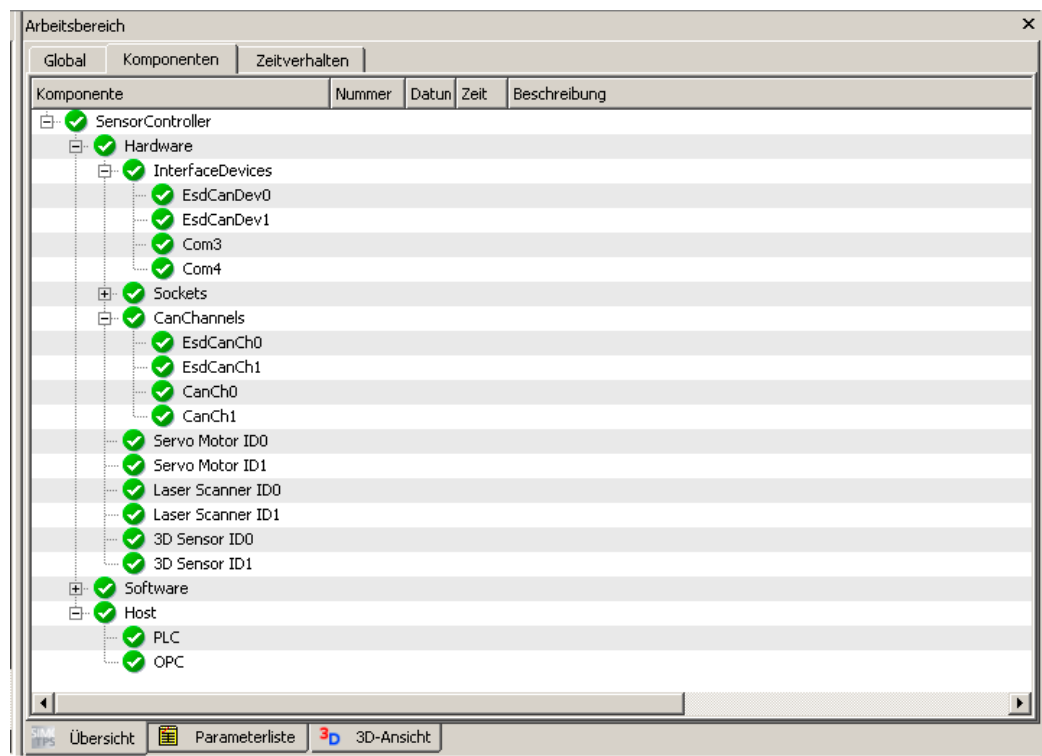 Arbeitsbereich
Global Komponenten Zeitverhalten
Komponente Nummer Datun Zeit Beschreibung
SensorController
Hardware
InterfaceDevices
EsdCanDev0
EsdCanDev1
Com3
Com4
Sockets
CanChannels
EsdCanCh0
EsdCanCh1
CanCh0
CanCh1
Servo Motor ID0
Servo Motor ID1
Laser Scanner ID0
Laser Scanner ID1
3D Sensor ID0
3D Sensor ID1
Software
Host
PLC
OPC
Übersicht Parameterliste 3D 3D-Ansicht